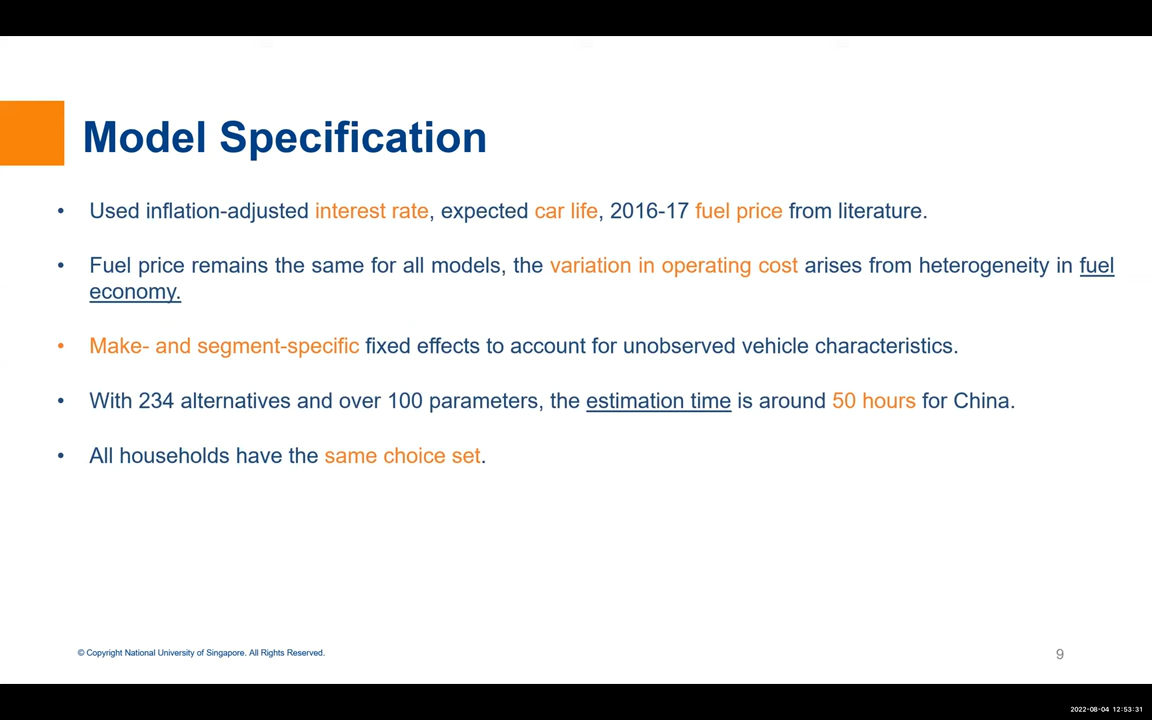 Model Specification
• Used inflation-adjusted interest rate, expected car life, 2016-17 fuel price from literature.
• Fuel price remains the same for all models, the variation in operating cost arises from heterogeneity in fuel
economy.
• Make- and segment-specific fixed effects to account for unobserved vehicle characteristics.
• With 234 alternatives and over 100 parameters, the estimation time is around 50 hours for China.
• All households have the same choice set.
© Copyright National University of Singapore. All Rights Reserved.
9
2022-08-04 12:53:31